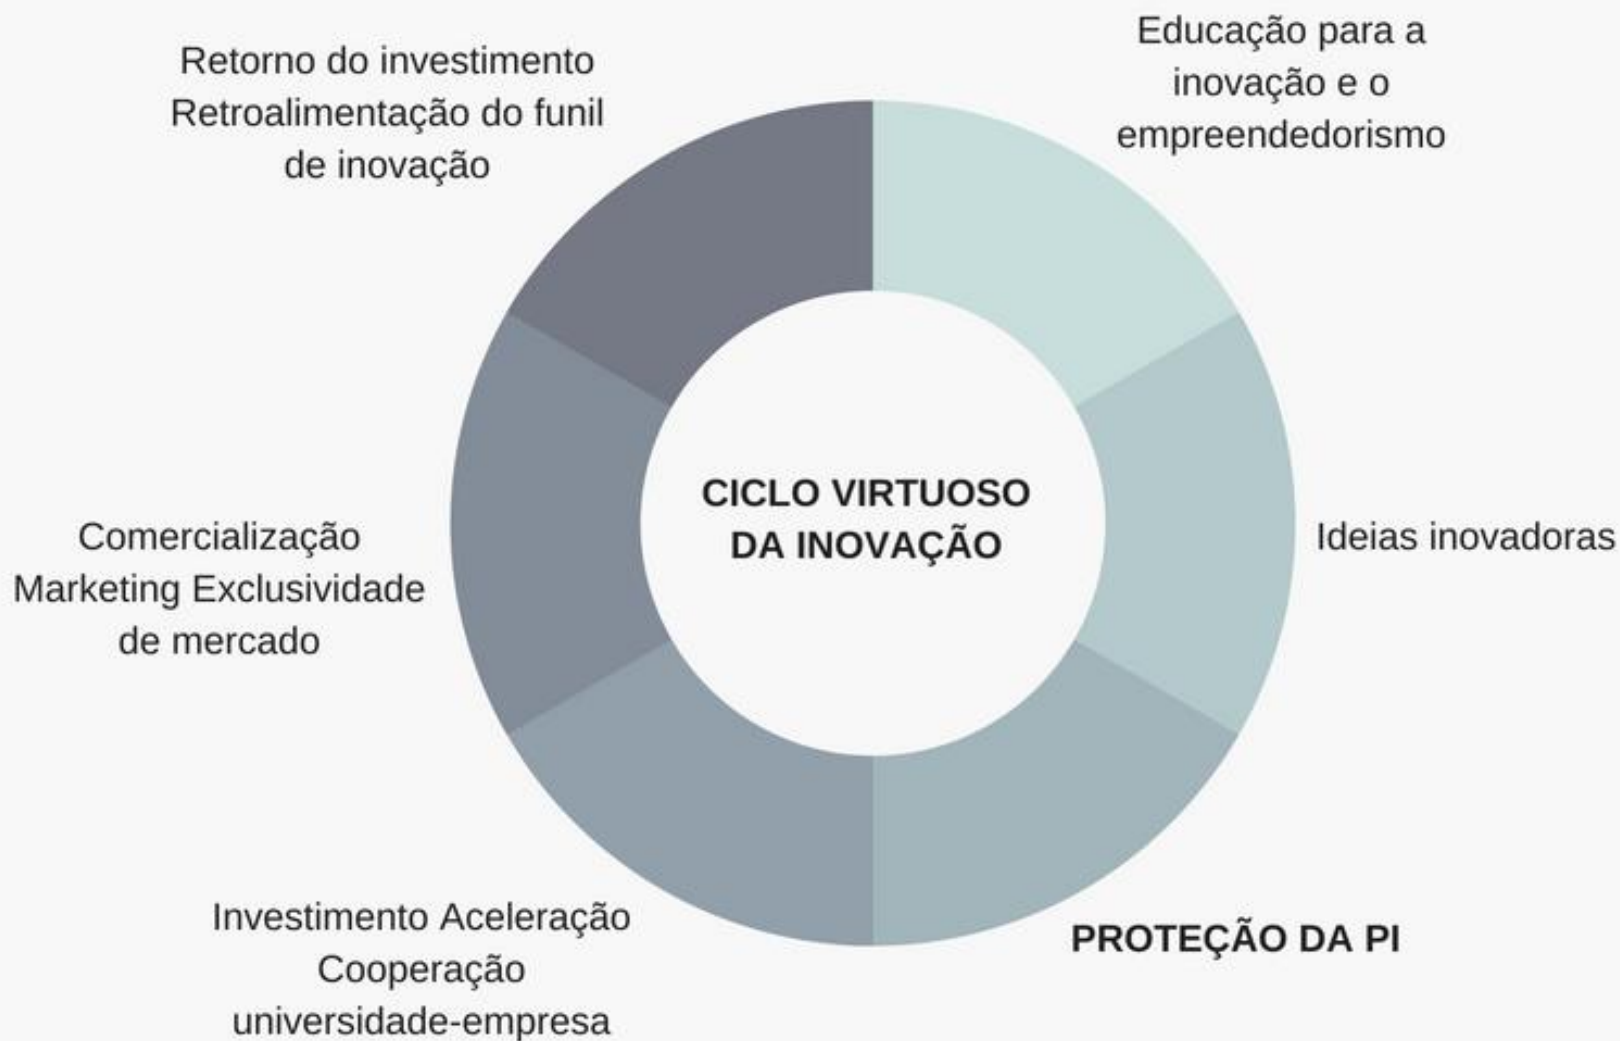 Educação para a
inovação e o
empreendedorismo
Retorno do investimento
Retroalimentação do funil
de inovação
CICLO VIRTUOSO
DA INOVAÇÃO
Ideias inovadoras
Comercialização
Marketing Exclusividade
de mercado
PROTEÇÃO DA PI
Investimento Aceleração
Cooperação
universidade-empresa